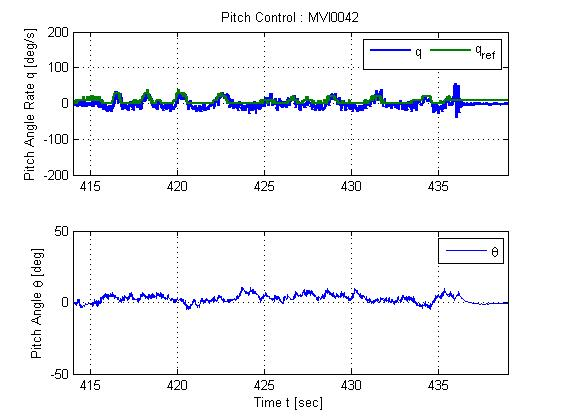 Pitch Control : MVI0042
Pitch Angle Rate q [deg/s]
200
100
0
-100
-200
q
q_ref
415
420
425
430
435
Pitch Angle θ [deg]
50
0
-50
θ
415
420
425
430
435
Time t [sec]